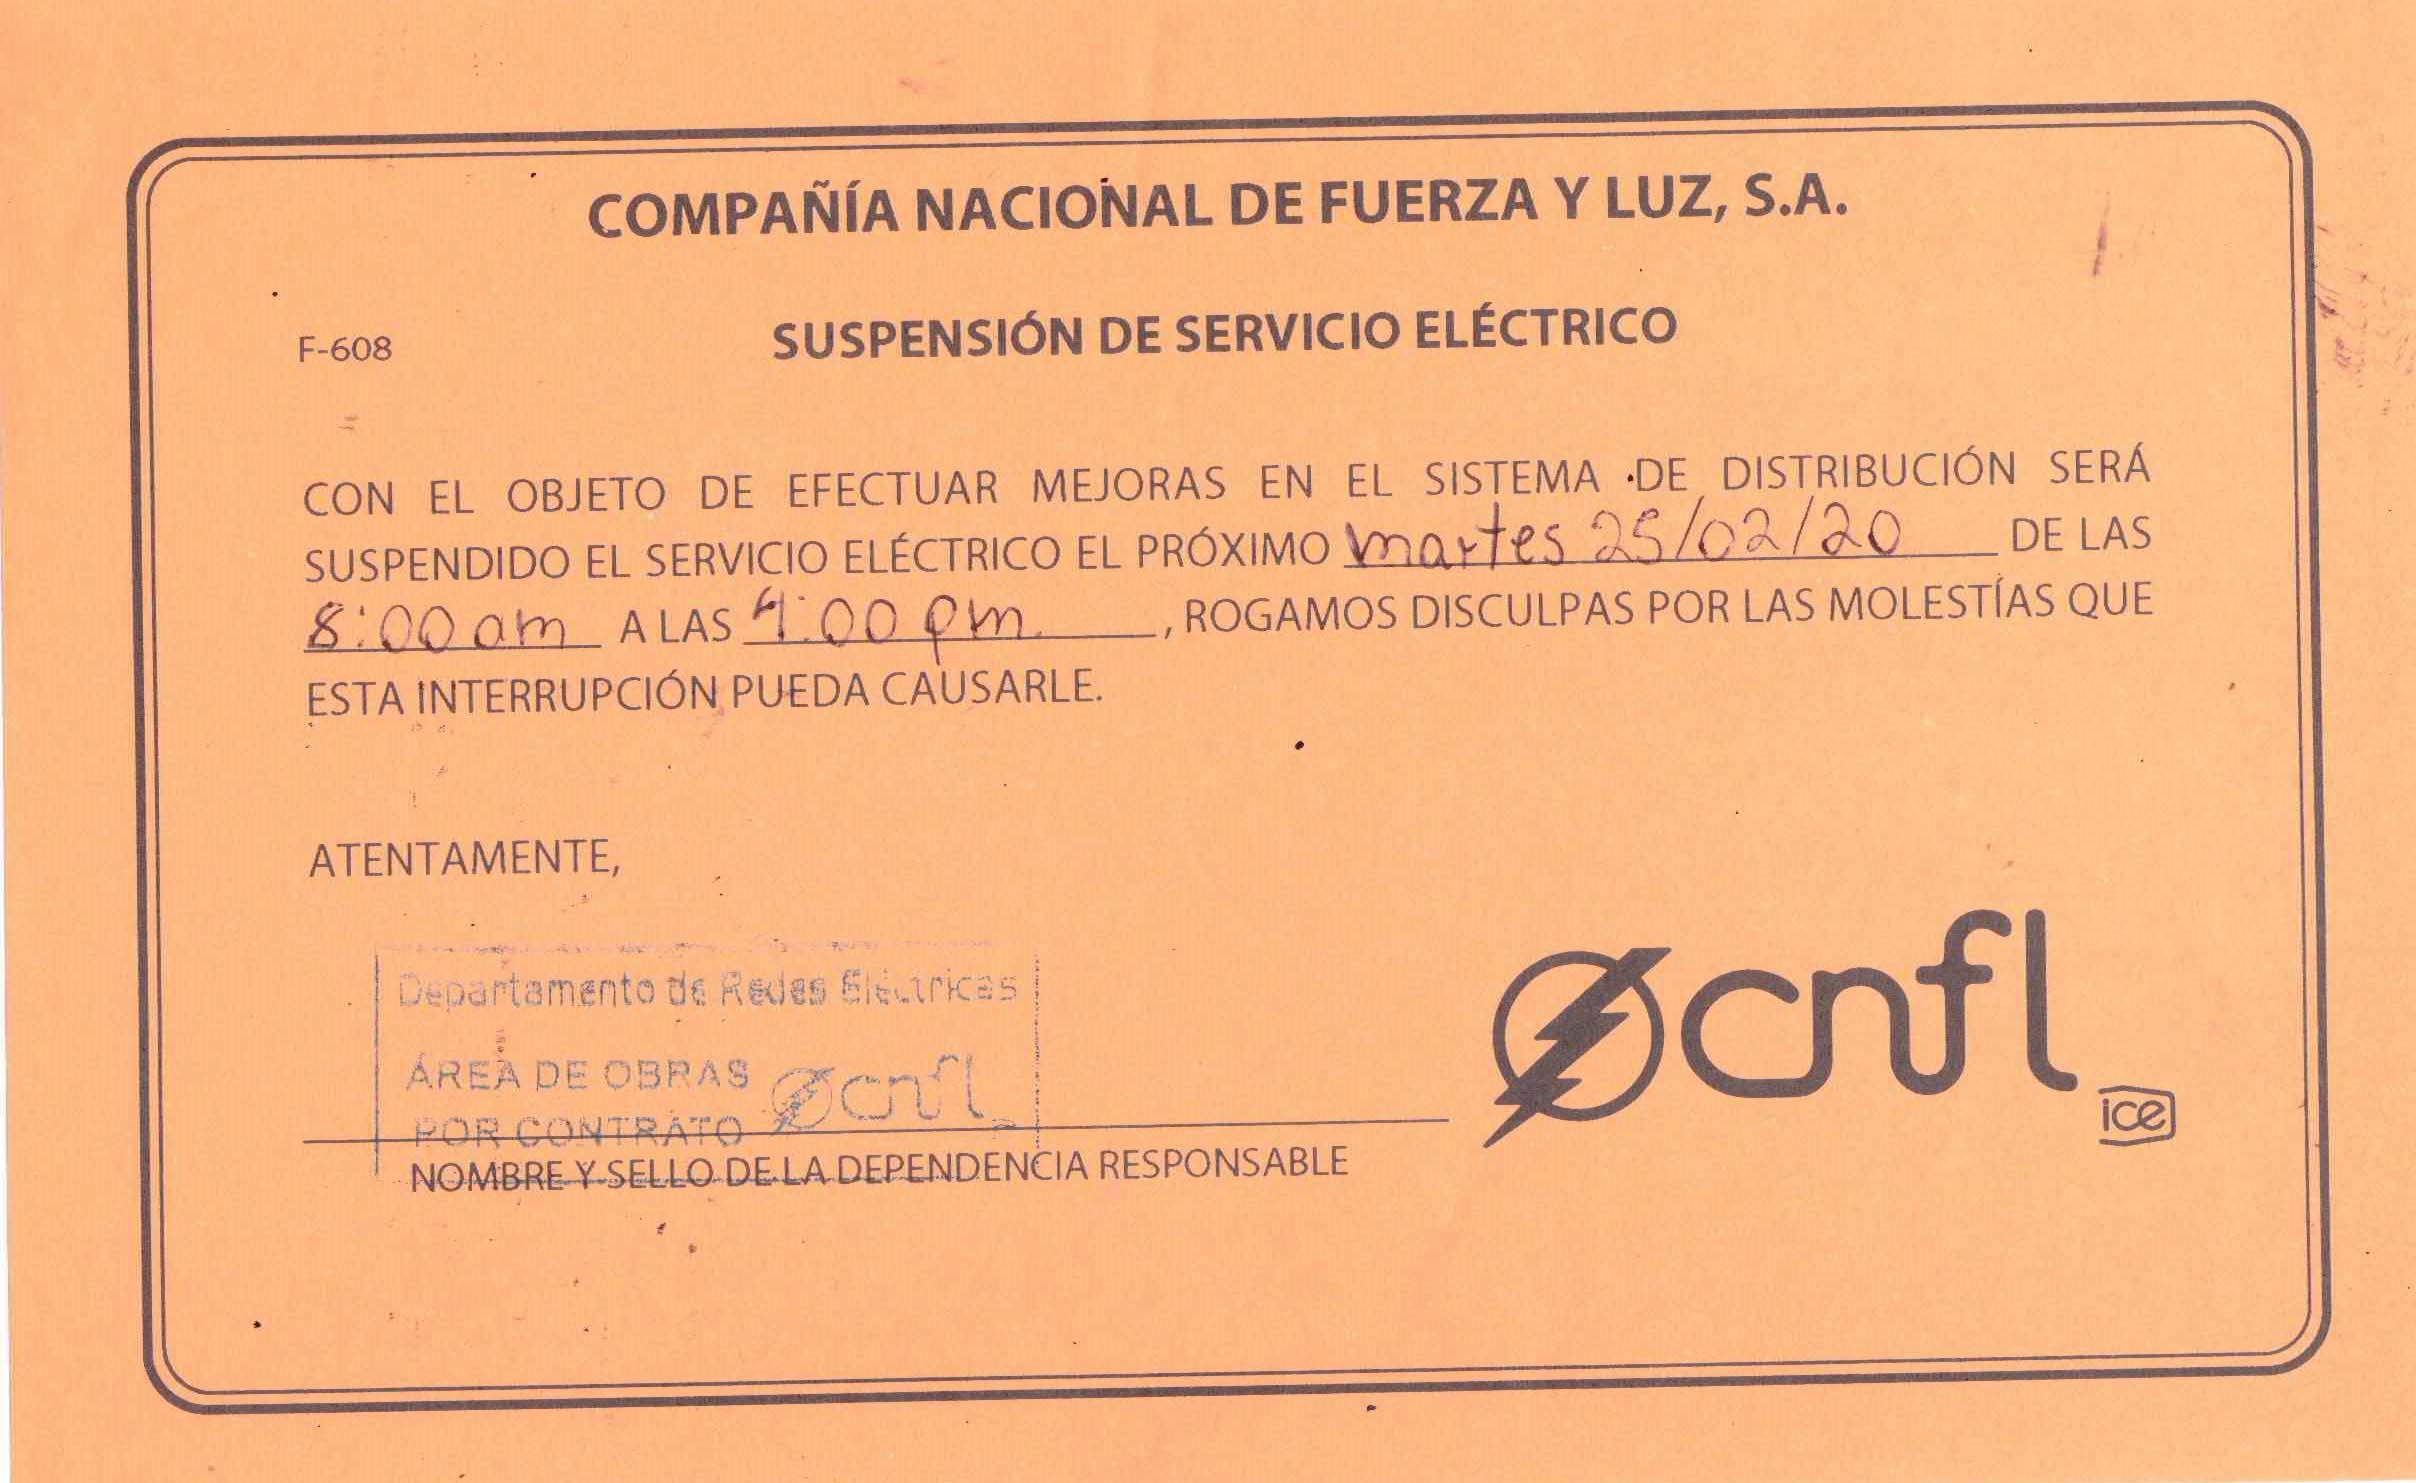 COMPAÑÍA NACIONAL DE FUERZA Y LUZ, S.A.
F-608
SUSPENSIÓN DE SERVICIO ELÉCTRICO
CON EL OBJETO DE EFECTUAR MEJORAS EN EL SISTEMA DE DISTRIBUCIÓN SERÁ
SUSPENDIDO EL SERVICIO ELÉCTRICO EL PRÓXIMO martes 25/02/20 DE LAS
8:00 am A LAS 4:00 pm. , ROGAMOS DISCULPAS POR LAS MOLESTÍAS QUE
ESTA INTERRUPCIÓN PUEDA CAUSARLE.
ATENTAMENTE,
Departamento de Redes Eléctricas
ÁREA DE OBRAS
POR CONTRATO
cnfl
NOMBRE Y SELLO DE LA DEPENDENCIA RESPONSABLE
cnfl
ice